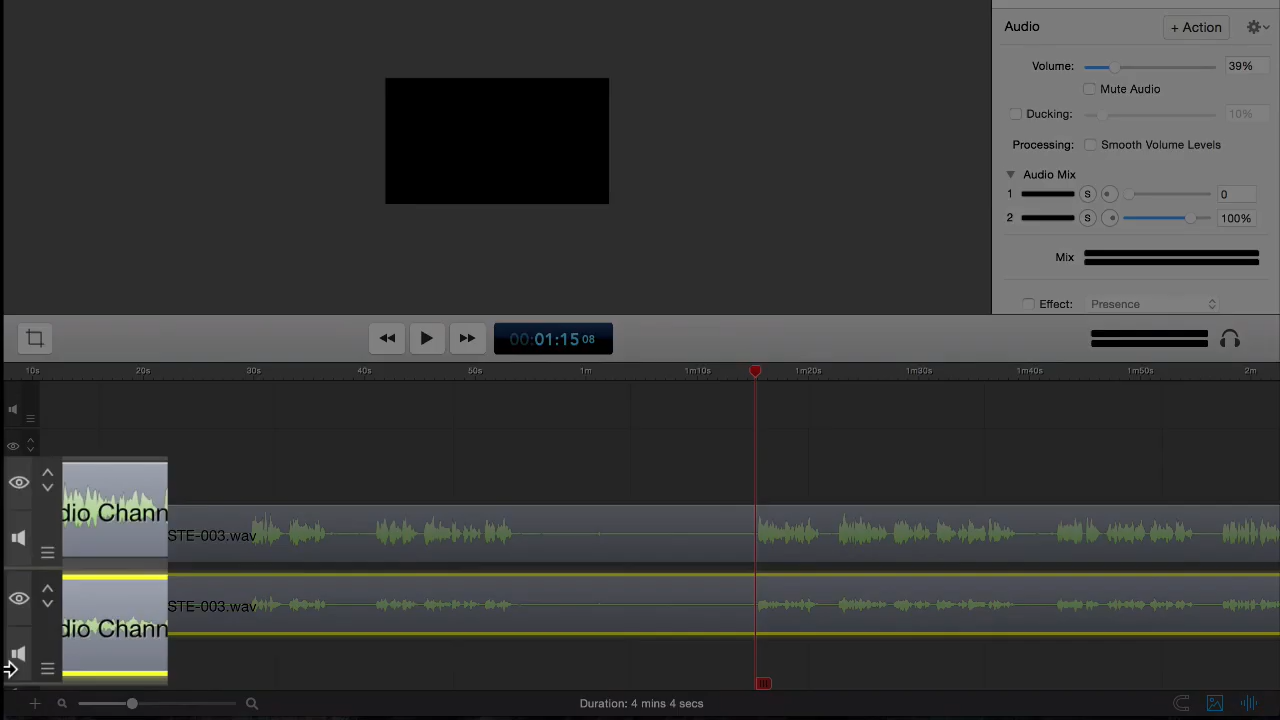 Audio
+ Action
Volume:
39%
Mute Audio
Ducking:
10%
Processing:
Smooth Volume Levels
Audio Mix
1
S
0
2
S
100%
Mix
Effect:
Presence
00:01:15 08
10s
20s
30s
40s
50s
1m
1m10s
1m20s
1m30s
1m40s
1m50s
2m
dio Chann
STE-003.wav
dio Chann
STE-003.wav
Duration: 4 mins 4 secs